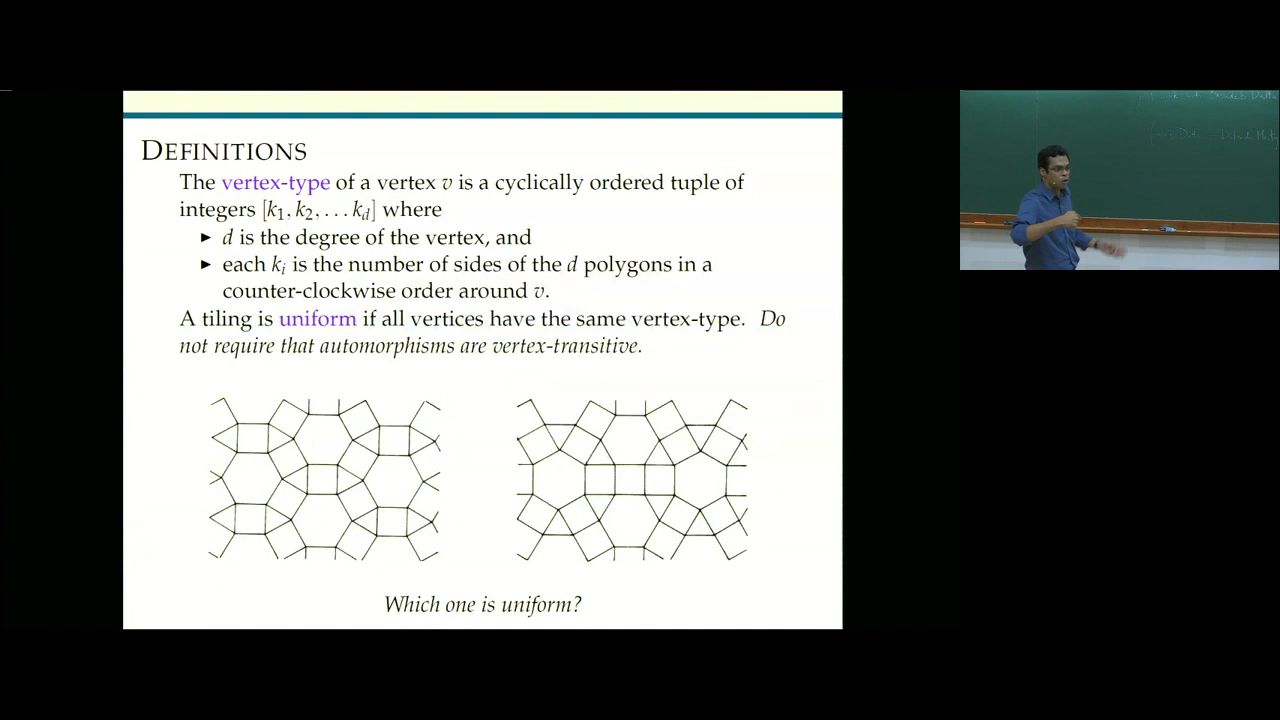 DEFINITIONS
The vertex-type of a vertex v is a cyclically ordered tuple of
integers [k₁, k₂, . . . k_d] where
▶ d is the degree of the vertex, and
▶ each kᵢ is the number of sides of the d polygons in a
counter-clockwise order around v.
A tiling is uniform if all vertices have the same vertex-type. Do
not require that automorphisms are vertex-transitive.
Which one is uniform?